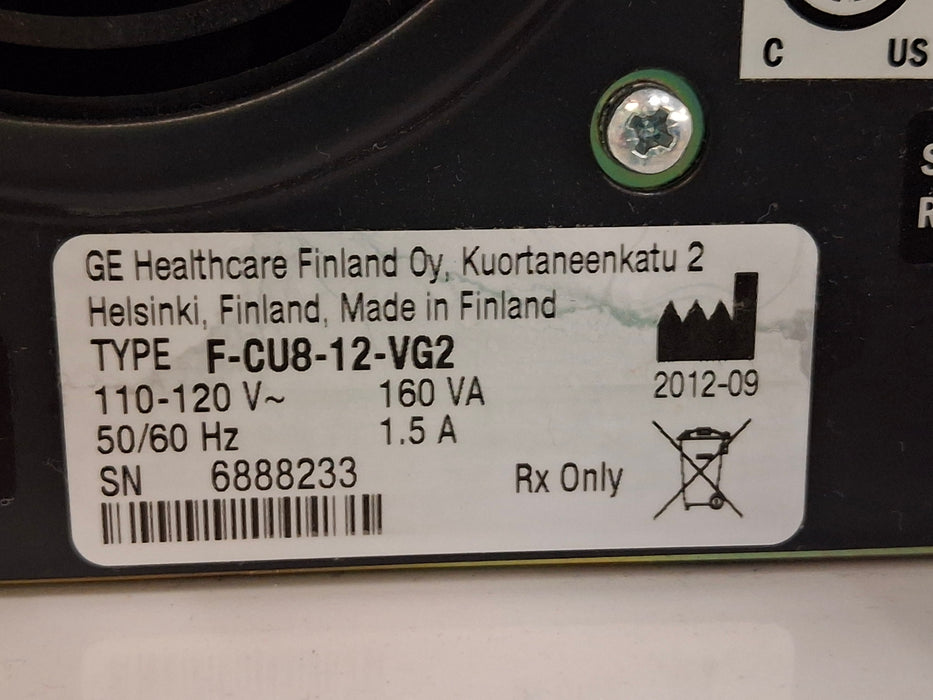 C US
S
R
GE Healthcare Finland Oy, Kuortaneenkatu 2
Helsinki, Finland, Made in Finland
TYPE F-CU8-12-VG2
110-120 V~ 160 VA
50/60 Hz 1.5 A
2012-09
SN 6888233
Rx Only